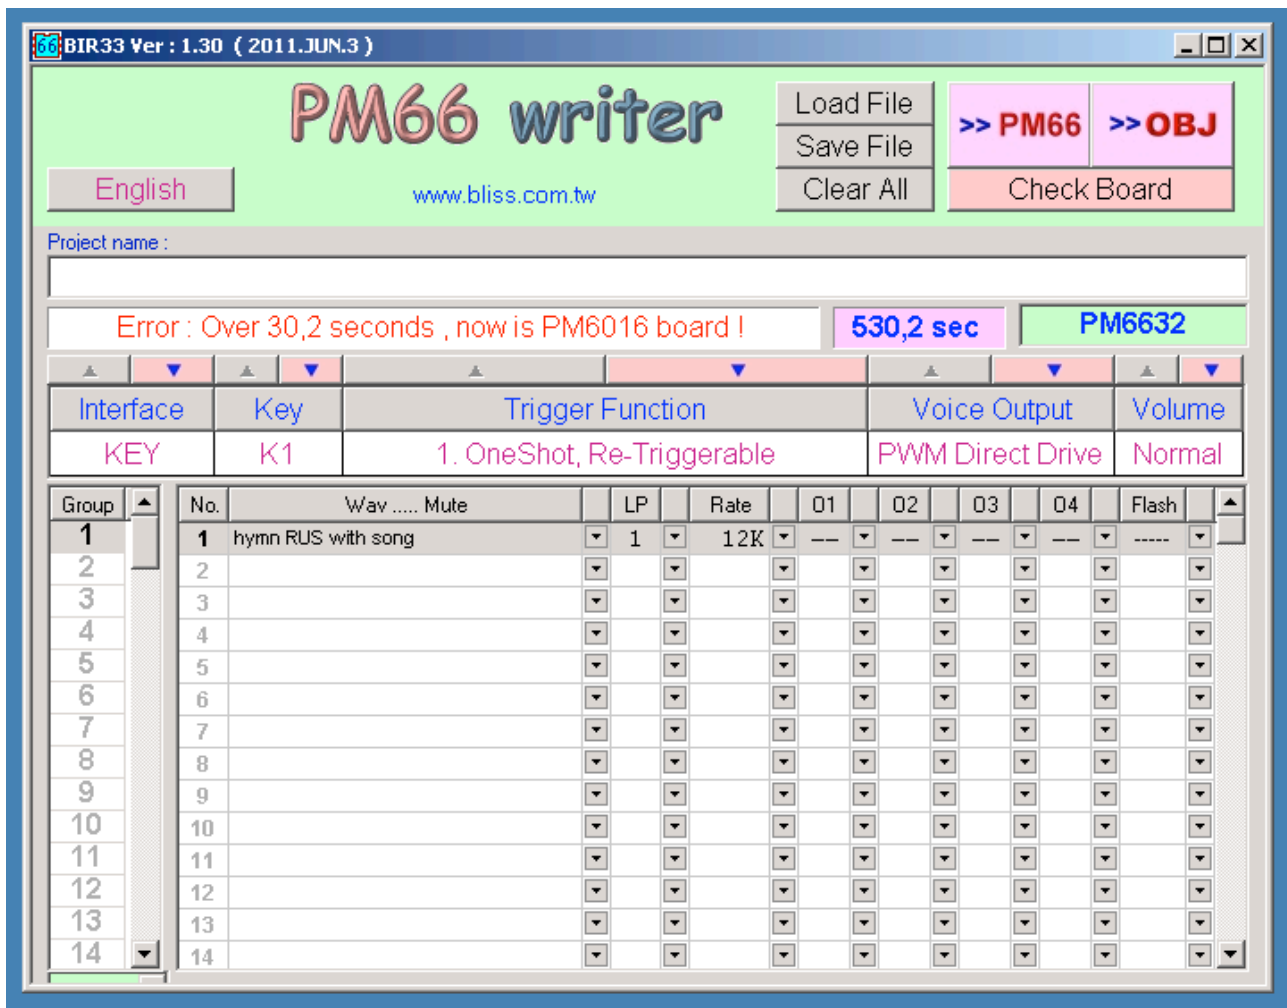 BIR33 Ver : 1.30 ( 2011.JUN.3 )
PM66 writer
Load File
Save File
Clear All
>> PM66
>> OBJ
Check Board
English
www.bliss.com.tw
Project name :
Error : Over 30,2 seconds , now is PM6016 board !
530,2 sec
PM6632
Interface Key Trigger Function Voice Output Volume
KEY K1 1. OneShot, Re-Triggerable PWM Direct Drive Normal
Group No. Wav ..... Mute LP Rate O1 O2 O3 O4 Flash
1 1 hymn RUS with song 1 12K -- -- -- -- -----
2 2
3 3
4 4
5 5
6 6
7 7
8 8
9 9
10 10
11 11
12 12
13 13
14 14